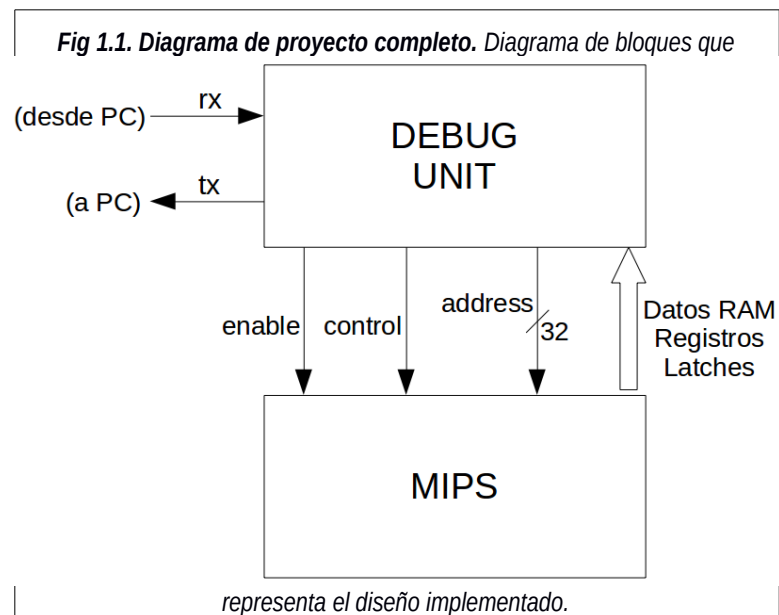 Fig 1.1. Diagrama de proyecto completo. Diagrama de bloques que
(desde PC)
rx
DEBUG
UNIT
(a PC)
tx
enable
control
address
32
Datos RAM
Registros
Latches
MIPS
representa el diseño implementado.